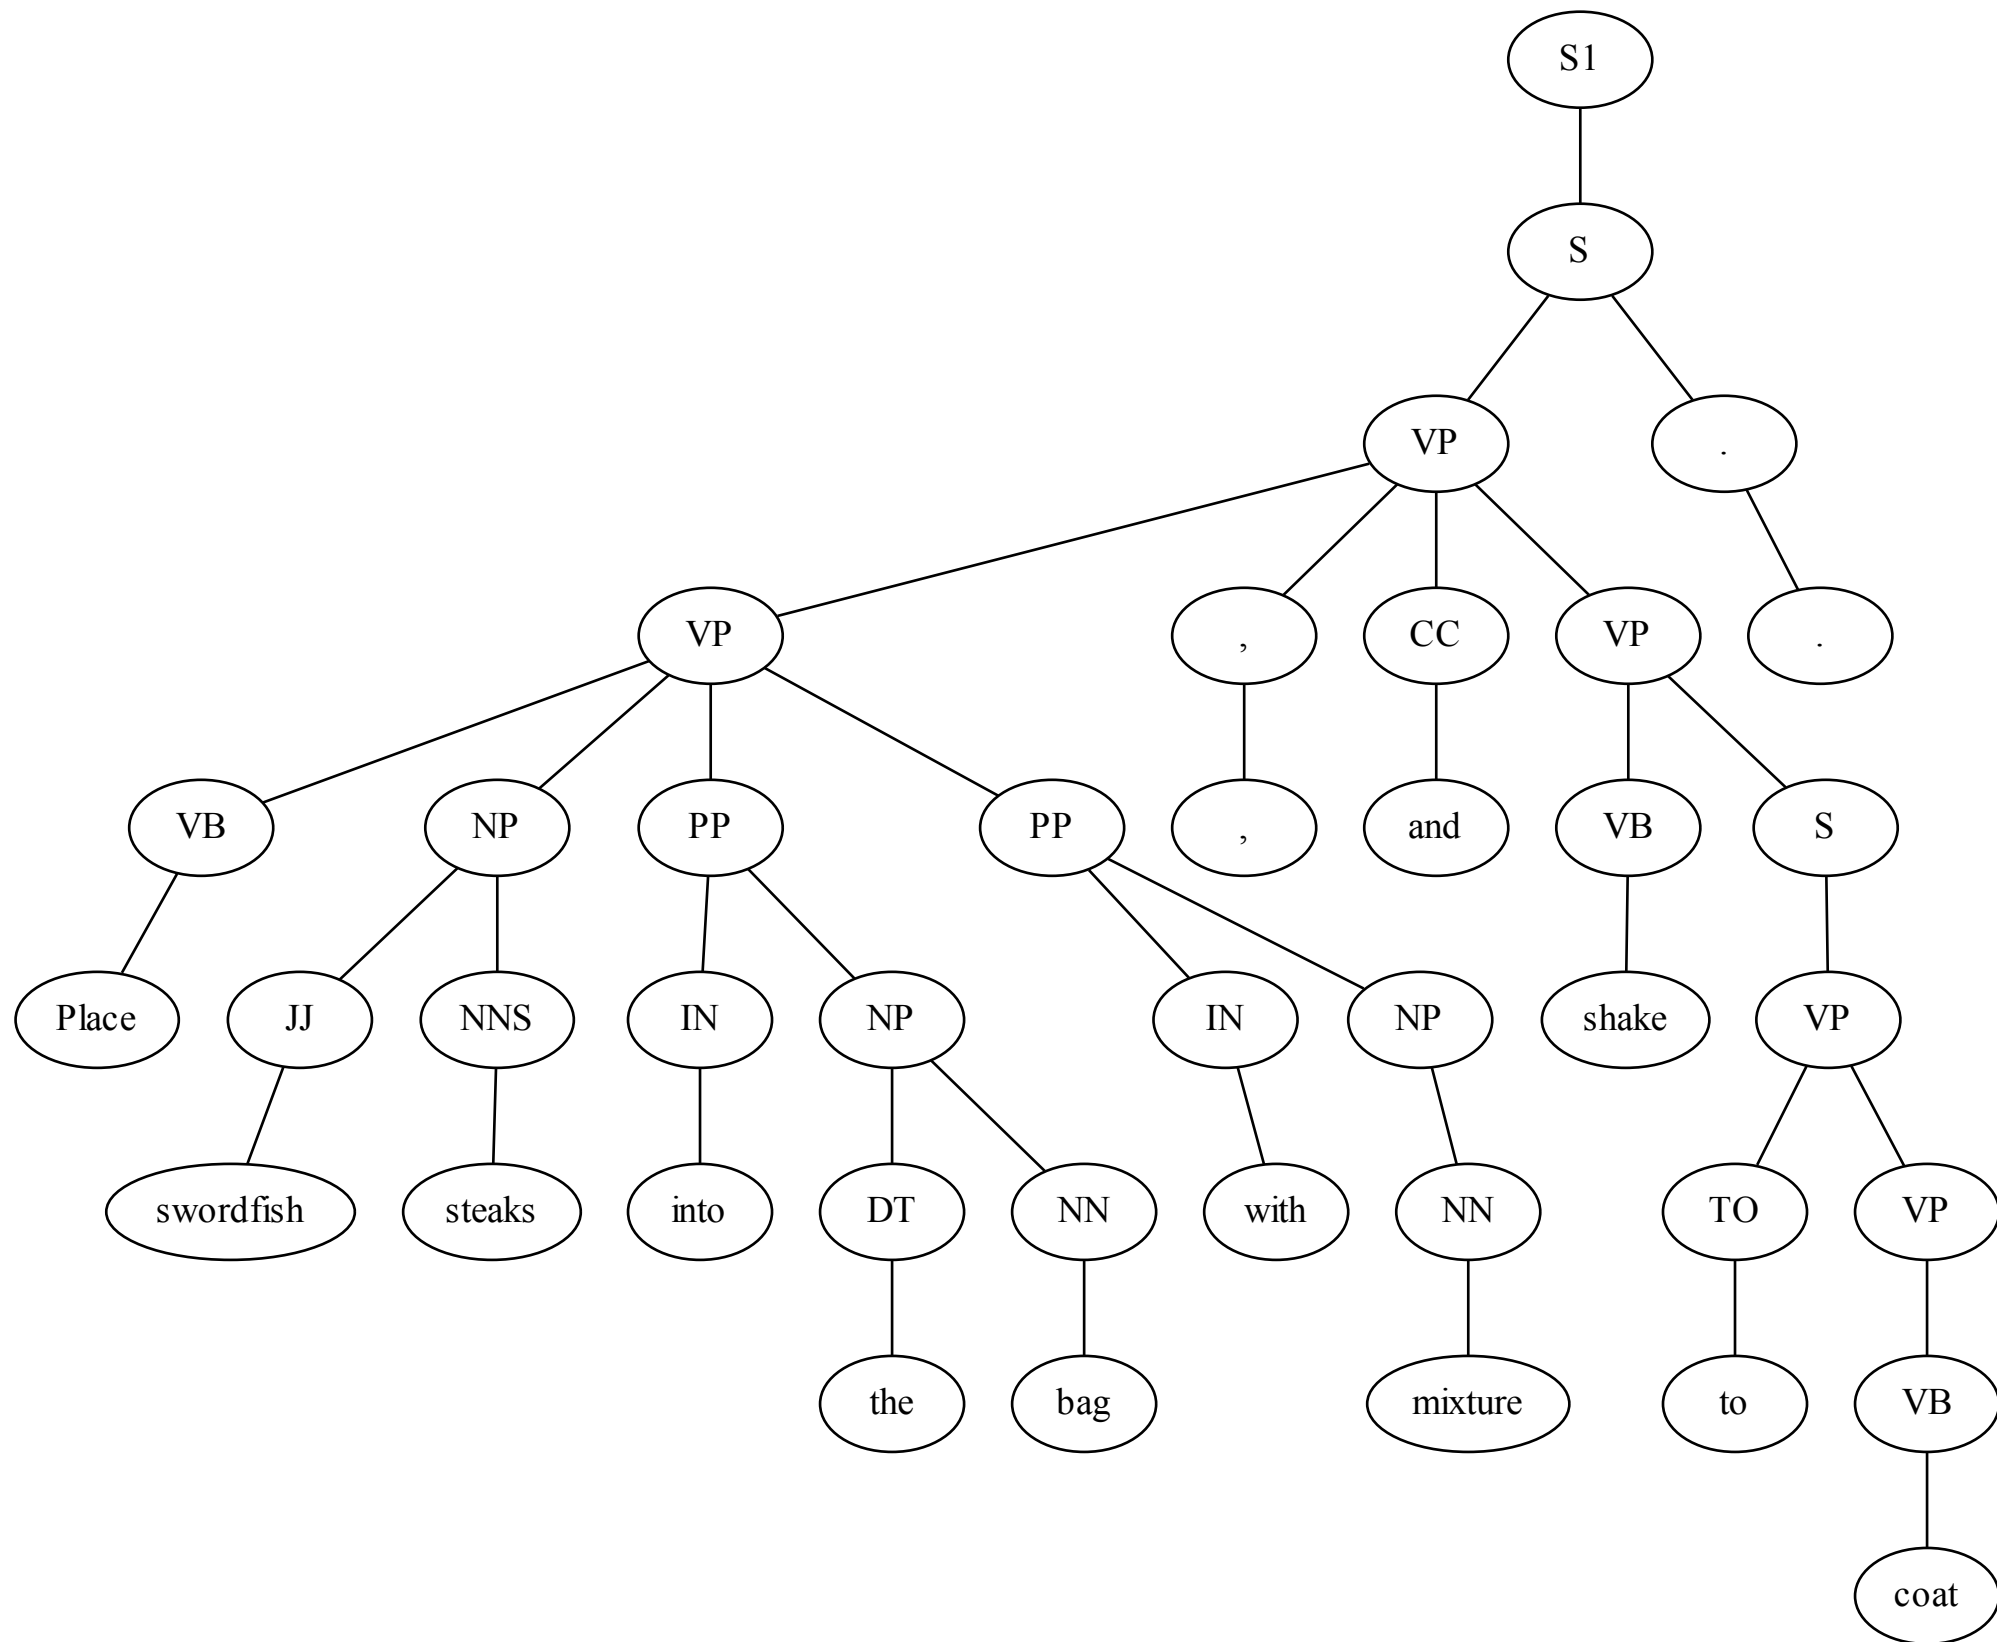 S1
S
VP .
VP , CC VP .
VB NP PP PP , and VB S
Place JJ NNS IN NP IN NP shake VP
swordfish steaks into DT NN with NN TO VP
the bag mixture to VB
coat